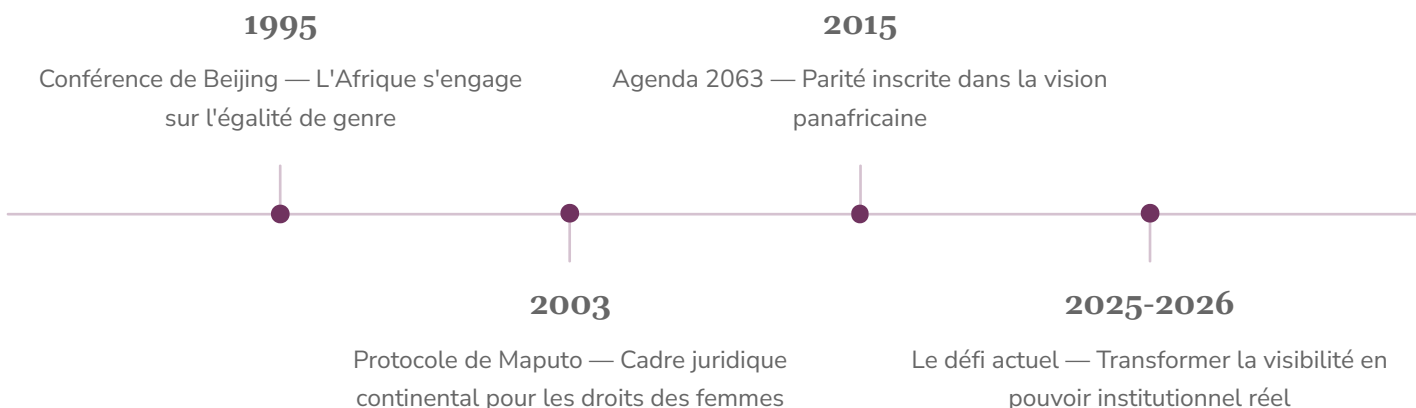 1995
Conférence de Beijing — L'Afrique s'engage
sur l'égalité de genre
2003
Protocole de Maputo — Cadre juridique
continental pour les droits des femmes
2015
Agenda 2063 — Parité inscrite dans la vision
panafricaine
2025-2026
Le défi actuel — Transformer la visibilité en
pouvoir institutionnel réel